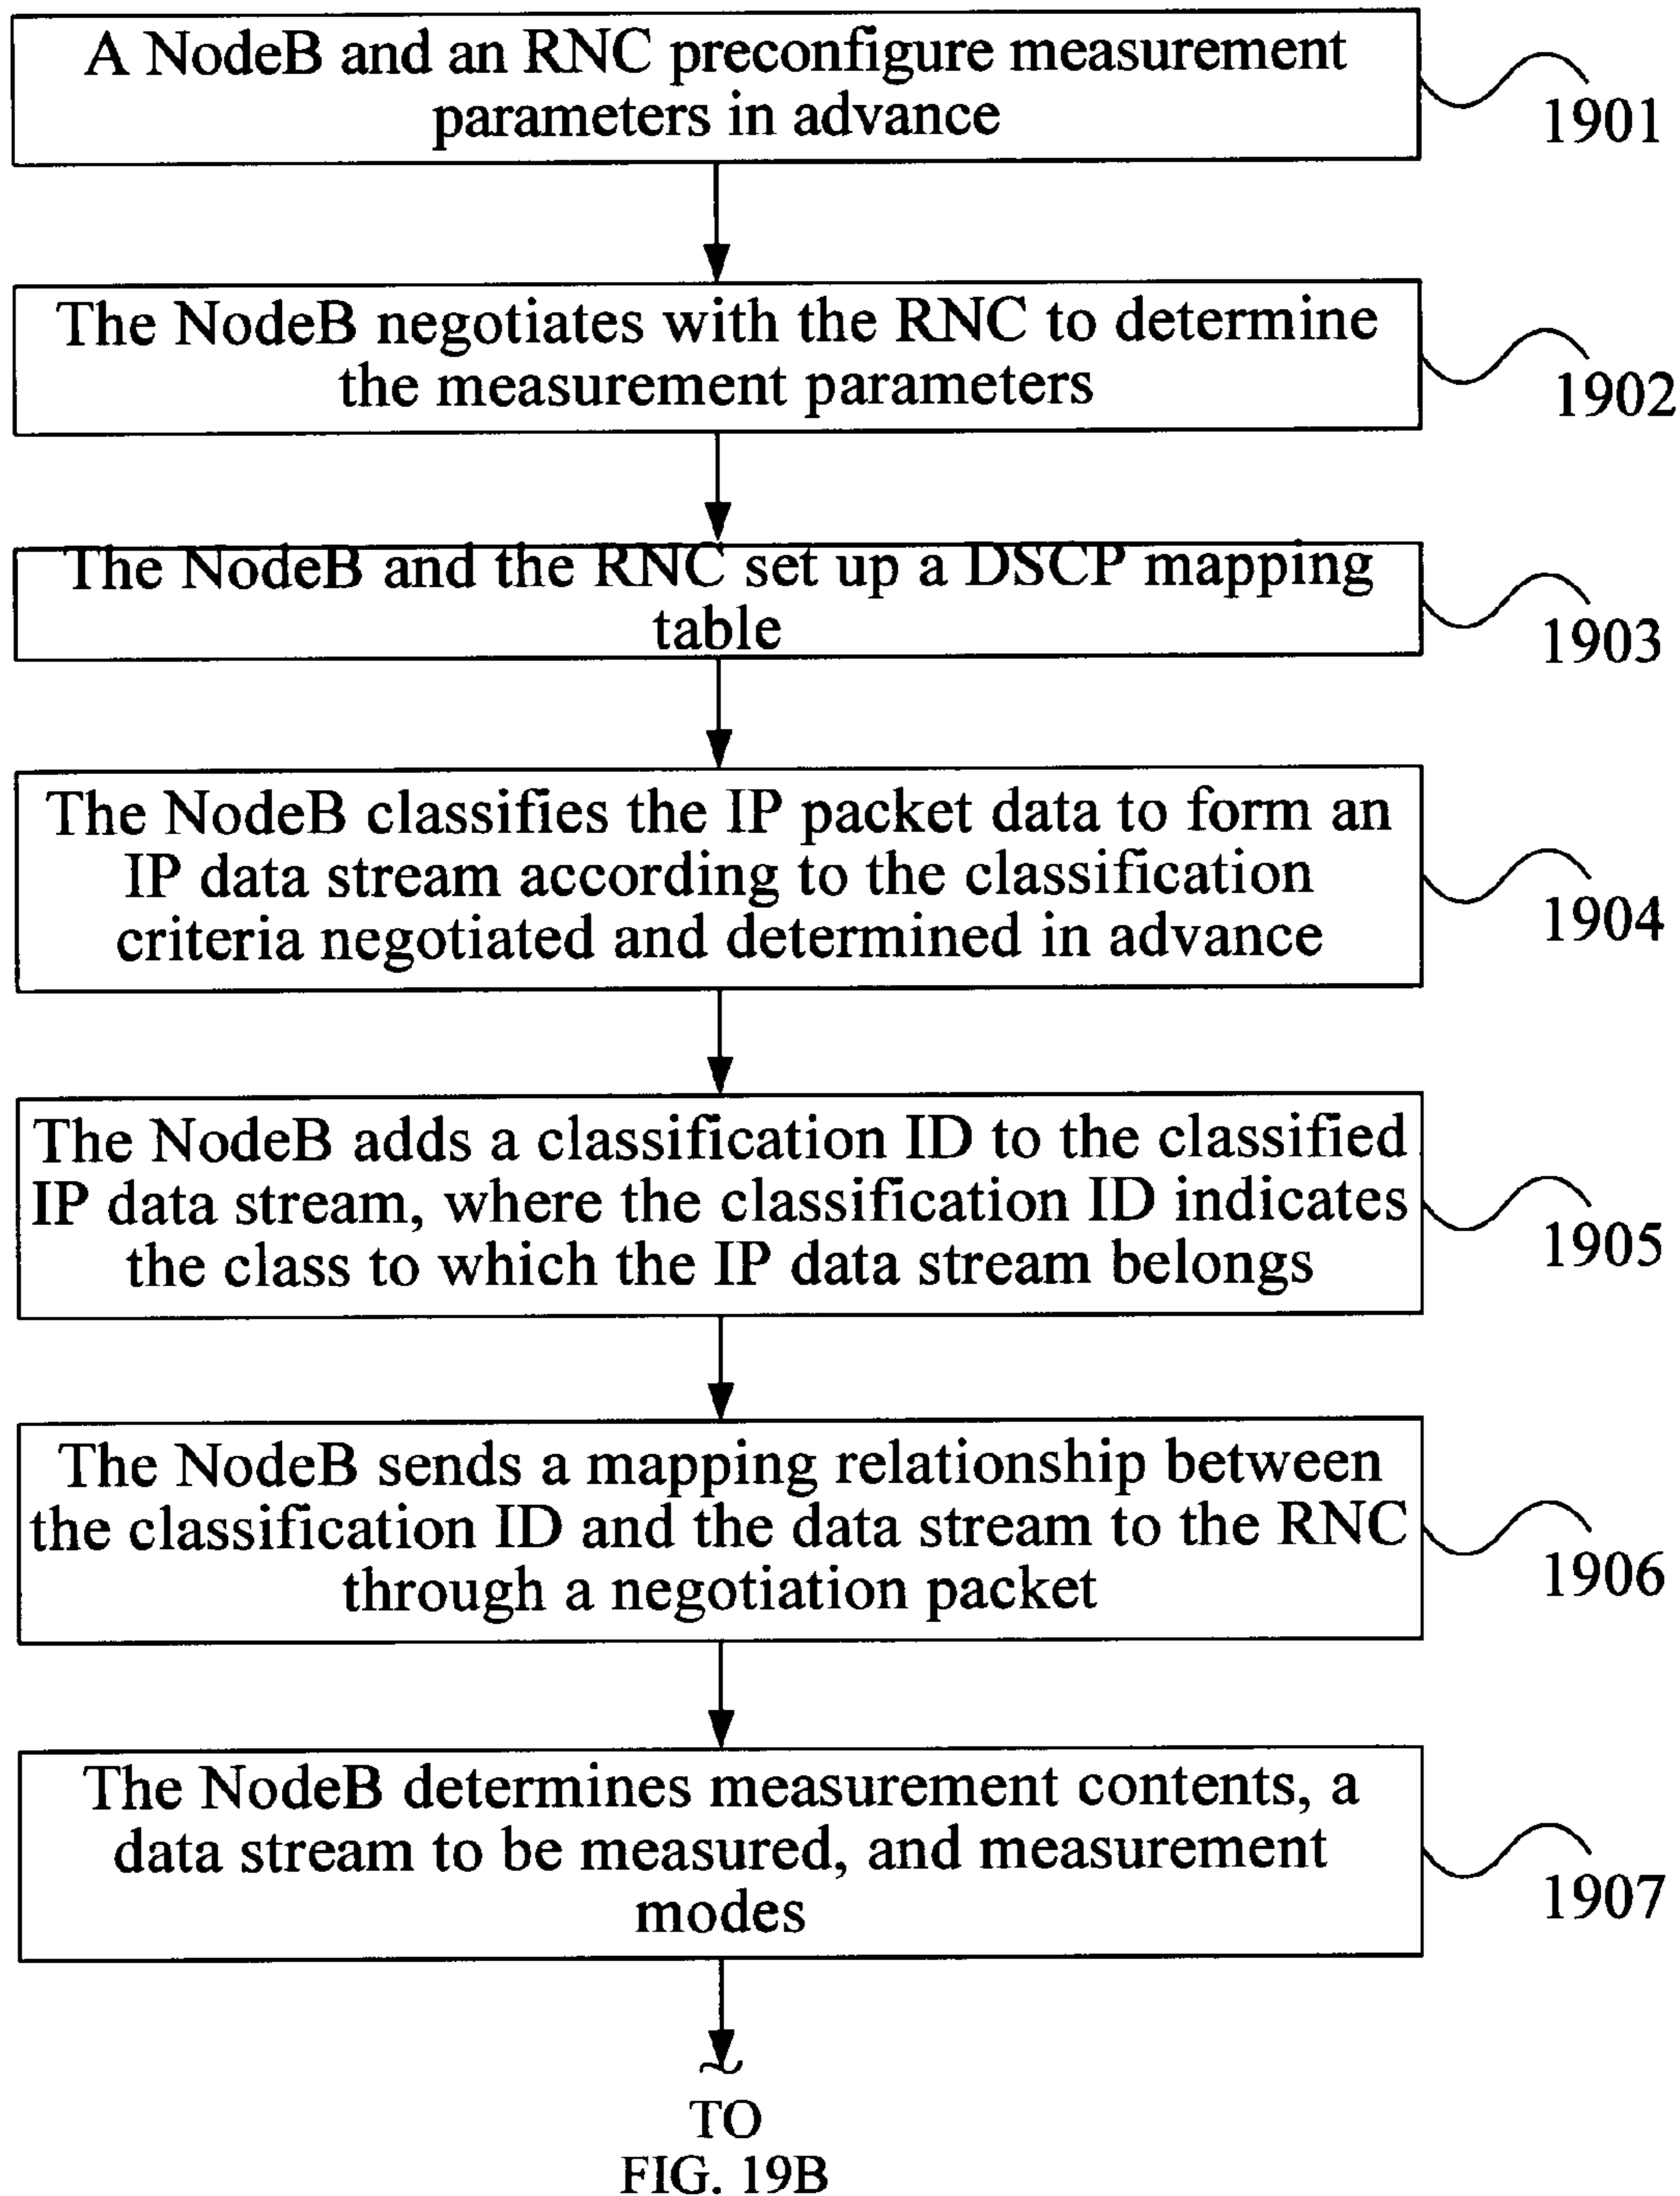 A NodeB and an RNC preconfigure measurement
parameters in advance
1901
The NodeB negotiates with the RNC to determine
the measurement parameters
1902
The NodeB and the RNC set up a DSCP mapping
table
1903
The NodeB classifies the IP packet data to form an
IP data stream according to the classification
criteria negotiated and determined in advance
1904
The NodeB adds a classification ID to the classified
IP data stream, where the classification ID indicates
the class to which the IP data stream belongs
1905
The NodeB sends a mapping relationship between
the classification ID and the data stream to the RNC
through a negotiation packet
1906
The NodeB determines measurement contents, a
data stream to be measured, and measurement
modes
1907
TO
FIG. 19B